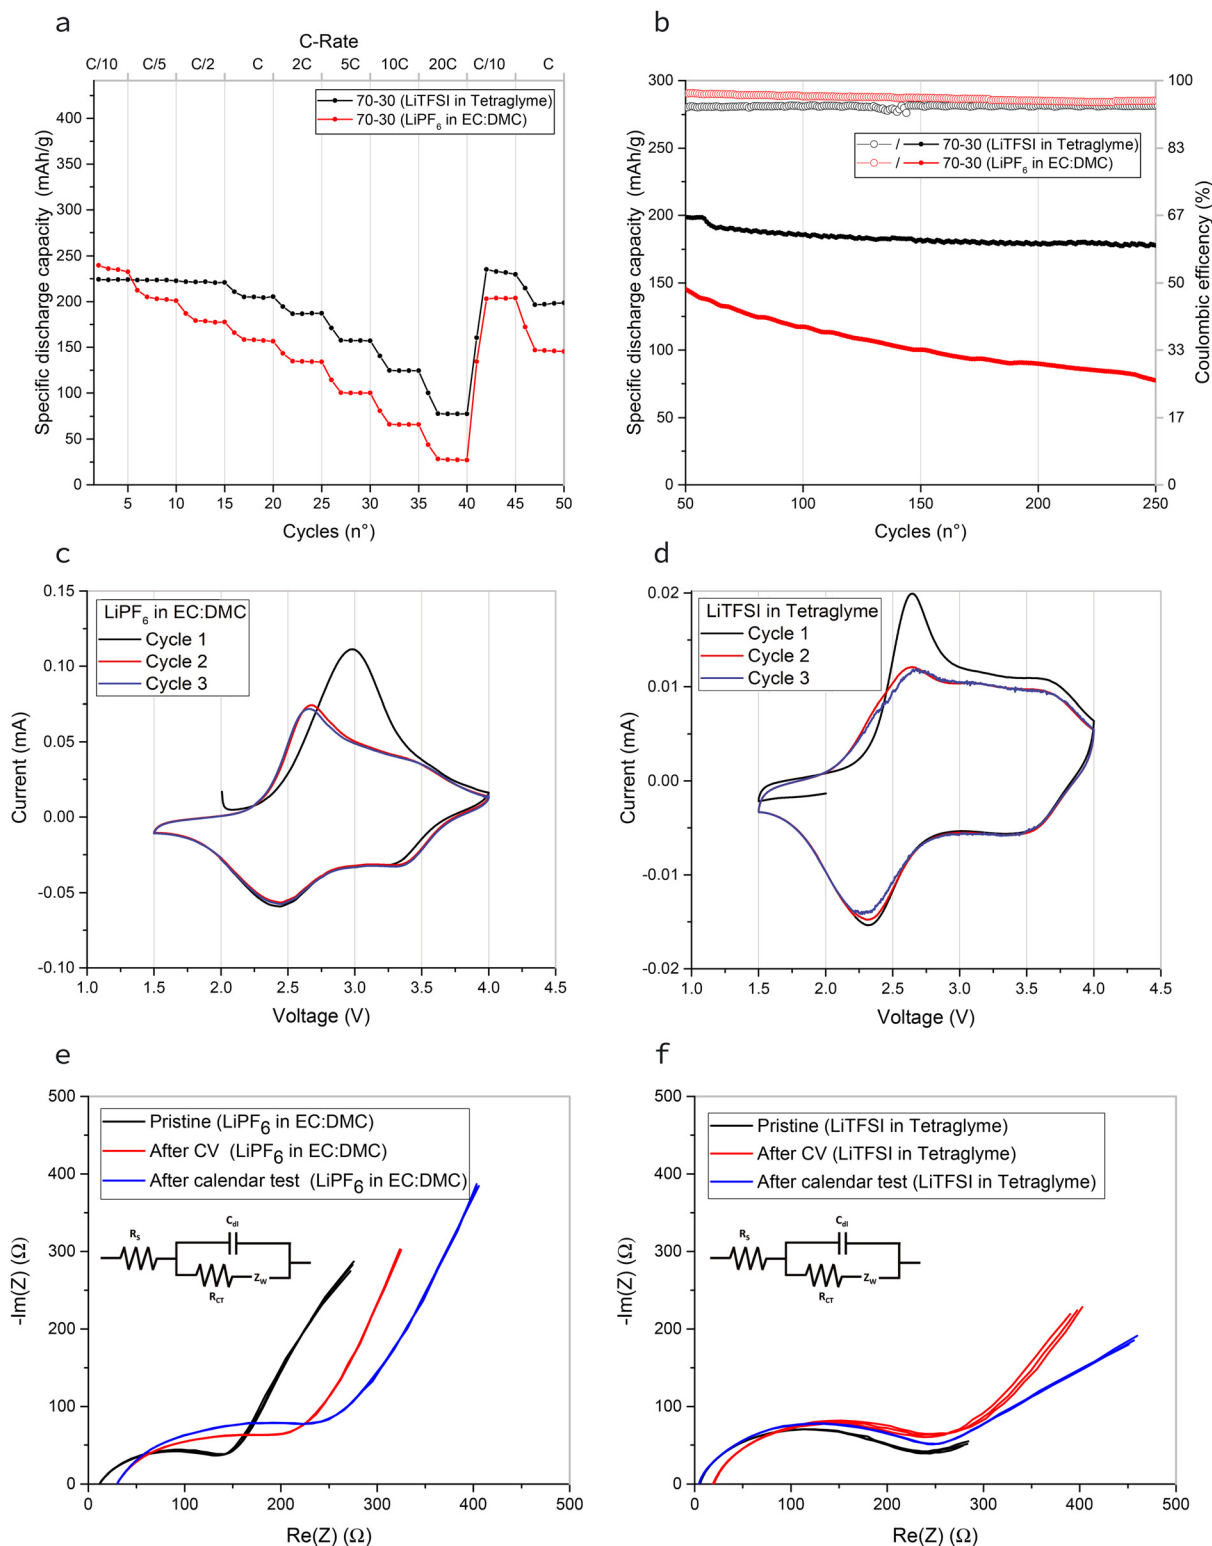 a
C-Rate
C/10 C/5 C/2 C 2C 5C 10C 20C C/10 C
70-30 (LiTFSI in Tetraglyme)
70-30 (LiPF6 in EC:DMC)
Specific discharge capacity (mAh/g)
400
350
300
250
200
150
100
50
0
5 10 15 20 25 30 35 40 45 50
Cycles (n°)
b
/ 70-30 (LiTFSI in Tetraglyme)
/ 70-30 (LiPF6 in EC:DMC)
Specific discharge capacity (mAh/g)
300
250
200
150
100
50
0
100
83
67
50
33
17
0
Coulombic efficency (%)
50 100 150 200 250
Cycles (n°)
c
LiPF6 in EC:DMC
Cycle 1
Cycle 2
Cycle 3
Current (mA)
0.15
0.10
0.05
0.00
-0.05
-0.10
1.0 1.5 2.0 2.5 3.0 3.5 4.0 4.5
Voltage (V)
d
LiTFSI in Tetraglyme
Cycle 1
Cycle 2
Cycle 3
Current (mA)
0.02
0.01
0.00
-0.01
-0.02
1.0 1.5 2.0 2.5 3.0 3.5 4.0 4.5
Voltage (V)
e
Pristine (LiPF6 in EC:DMC)
After CV (LiPF6 in EC:DMC)
After calendar test (LiPF6 in EC:DMC)
Cdl
RS
RCT
ZW
-Im(Z) (Ω)
500
400
300
200
100
0
0 100 200 300 400 500
Re(Z) (Ω)
f
Pristine (LiTFSI in Tetraglyme)
After CV (LiTFSI in Tetraglyme)
After calendar test (LiTFSI in Tetraglyme)
Cdl
RS
RCT
ZW
-Im(Z) (Ω)
500
400
300
200
100
0
0 100 200 300 400 500
Re(Z) (Ω)